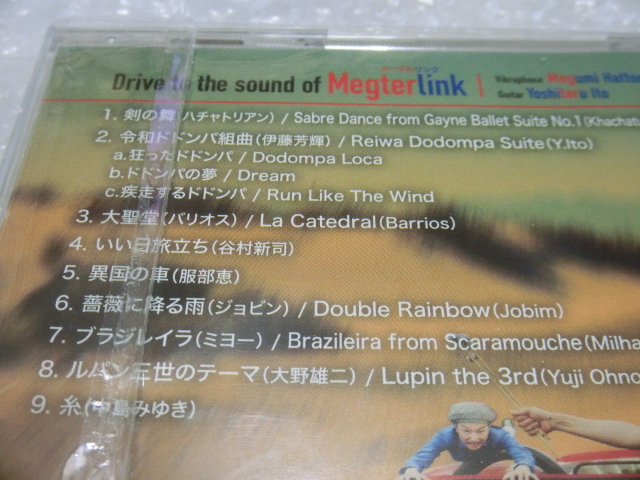 メーグルリンク
Drive to the sound of Megterlink | Vibraphone Megumi Hatto
Guitar Yoshiteru Ito
1. 剣の舞(ハチャトリアン) / Sabre Dance from Gayne Ballet Suite No.1(Khachatu
2. 令和ドドンパ組曲(伊藤芳輝) / Reiwa Dodompa Suite(Y.Ito)
a.狂ったドドンパ / Dodompa Loca
b.ドドンパの夢 / Dream
c.疾走するドドンパ / Run Like The Wind
3. 大聖堂(バリオス) / La Catedral(Barrios)
4. いい日旅立ち(谷村新司)
5. 異国の車(服部恵)
6. 薔薇に降る雨(ジョビン) / Double Rainbow(Jobim)
7. ブラジレイラ(ミヨー) / Brazileira from Scaramouche(Milha
8. ルパン三世のテーマ(大野雄二) / Lupin the 3rd(Yuji Ohno
9. 糸(中島みゆき)